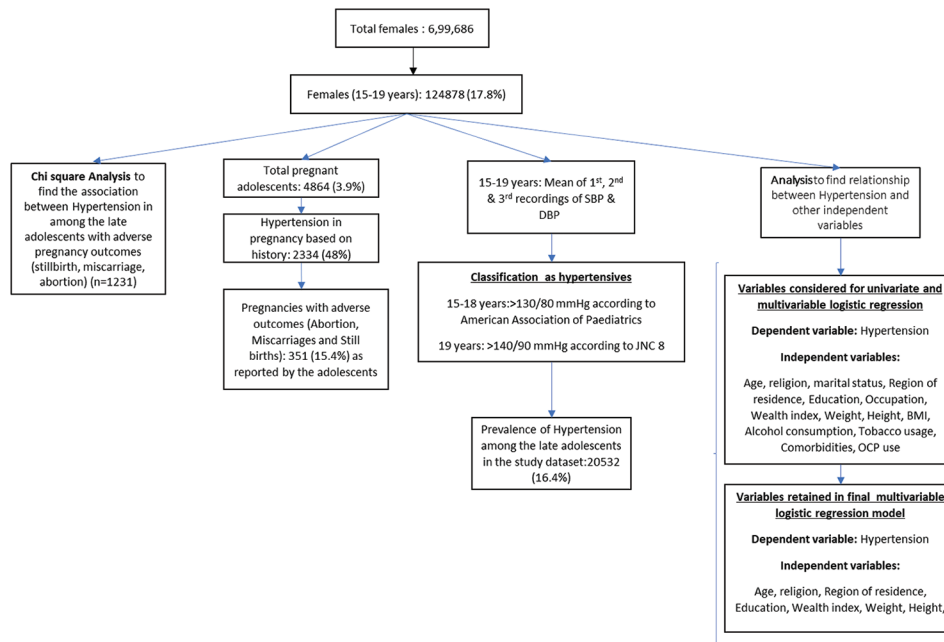 Total females : 6,99,686
Females (15-19 years): 124878 (17.8%)
Chi square Analysis to
find the association
between Hypertension in
among the late
adolescents with adverse
pregnancy outcomes
(stillbirth, miscarriage,
abortion) (n=1231)
Total pregnant
adolescents: 4864 (3.9%)
Hypertension in
pregnancy based on
history: 2334 (48%)
Pregnancies with adverse
outcomes (Abortion,
Miscarriages and Still
births): 351 (15.4%) as
reported by the adolescents
15-19 years: Mean of 1st, 2nd
& 3rd recordings of SBP &
DBP
Classification as hypertensives
15-18 years:>130/80 mmHg according to
American Association of Paediatrics
19 years: >140/90 mmHg according to JNC 8
Prevalence of Hypertension
among the late adolescents
in the study dataset:20532
(16.4%)
Analysis to find relationship
between Hypertension and
other independent
variables
Variables considered for univariate and
multivariable logistic regression
Dependent variable: Hypertension
Independent variables:
Age, religion, marital status, Region of
residence, Education, Occupation,
Wealth index, Weight, Height, BMI,
Alcohol consumption, Tobacco usage,
Comorbidities, OCP use
Variables retained in final multivariable
logistic regression model
Dependent variable: Hypertension
Independent variables:
Age, religion, Region of residence,
Education, Wealth index, Weight, Height,